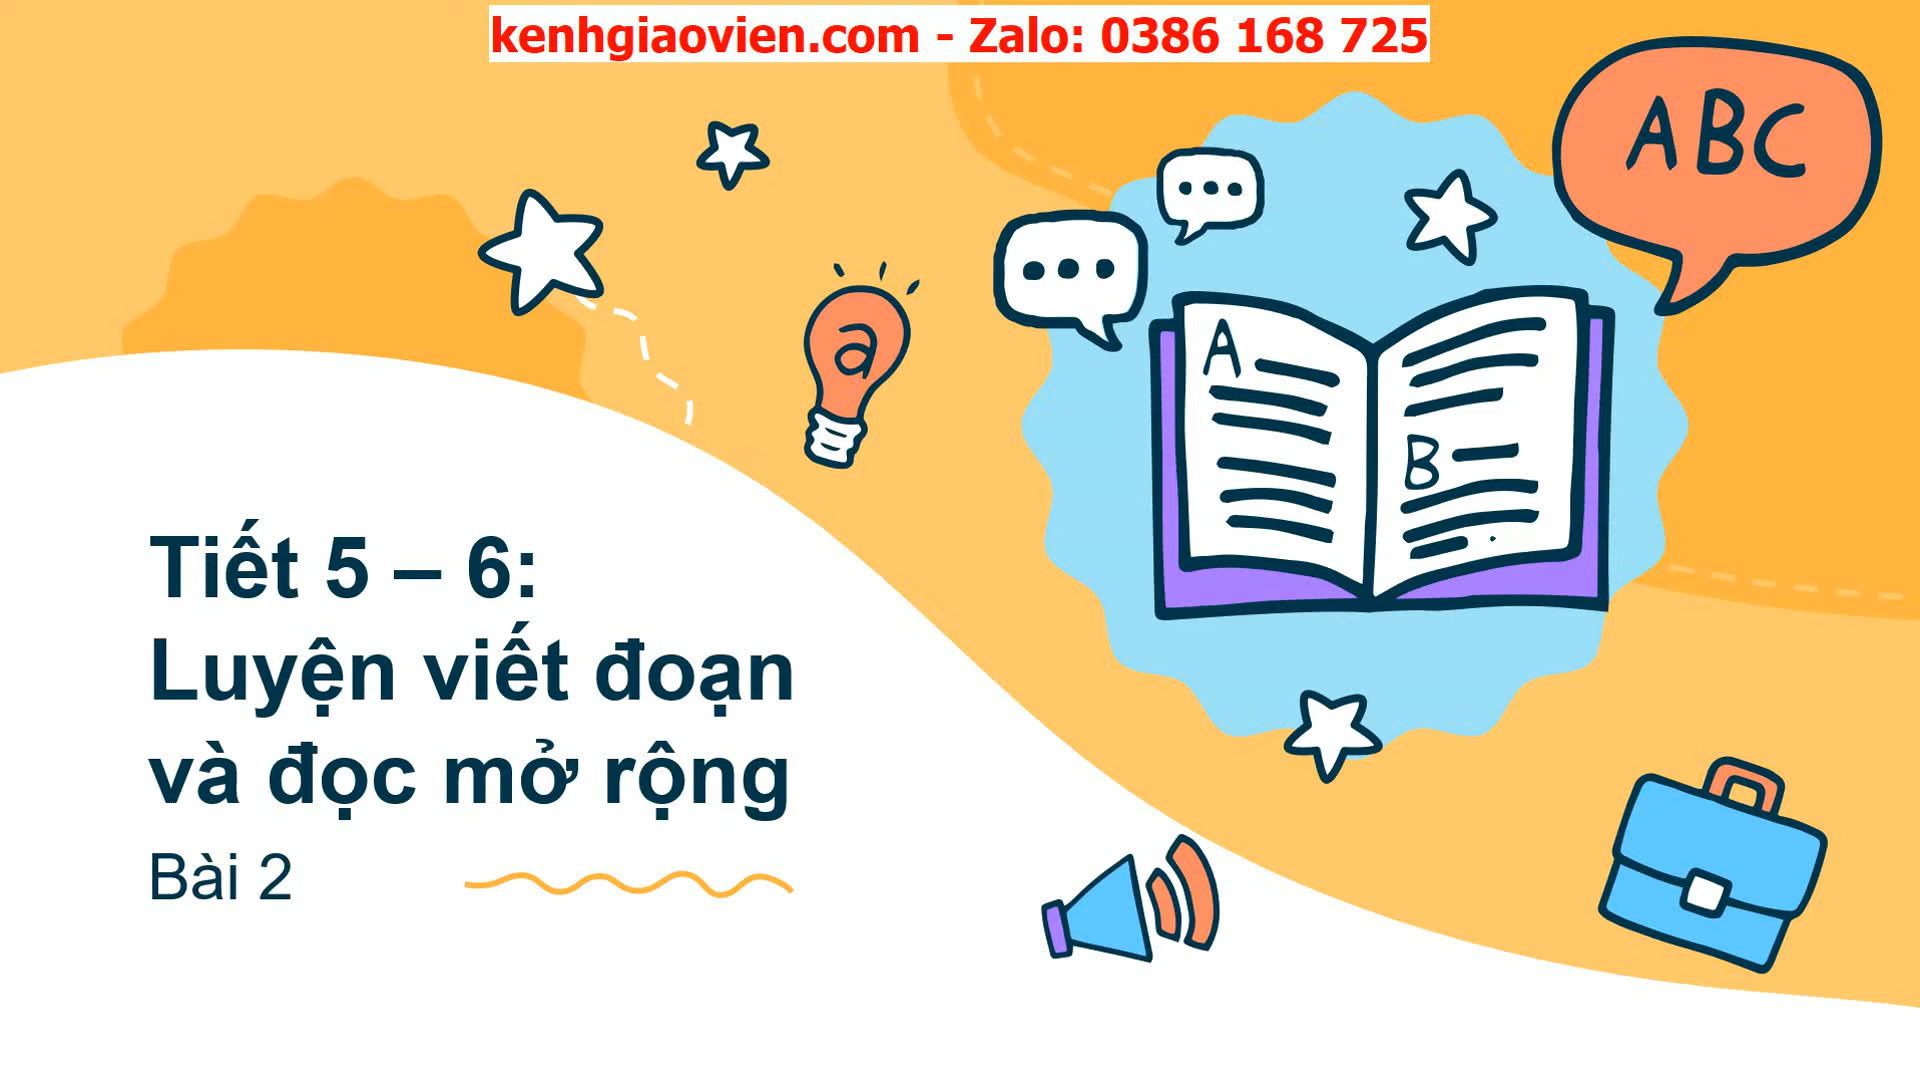 kenhgiaovien.com - Zalo: 0386 168 725
ABC
a
A
B
Tiết 5 – 6:
Luyện viết đoạn
và đọc mở rộng
Bài 2